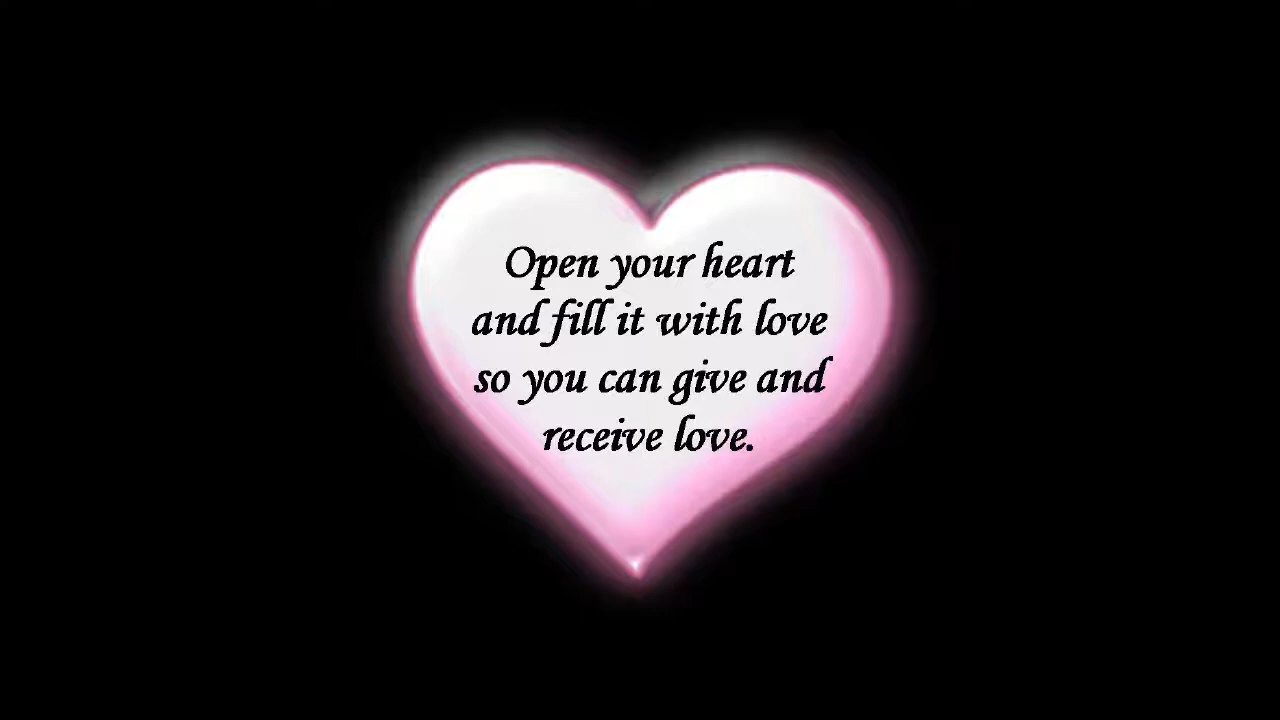 Open your heart
and fill it with love
so you can give and
receive love.